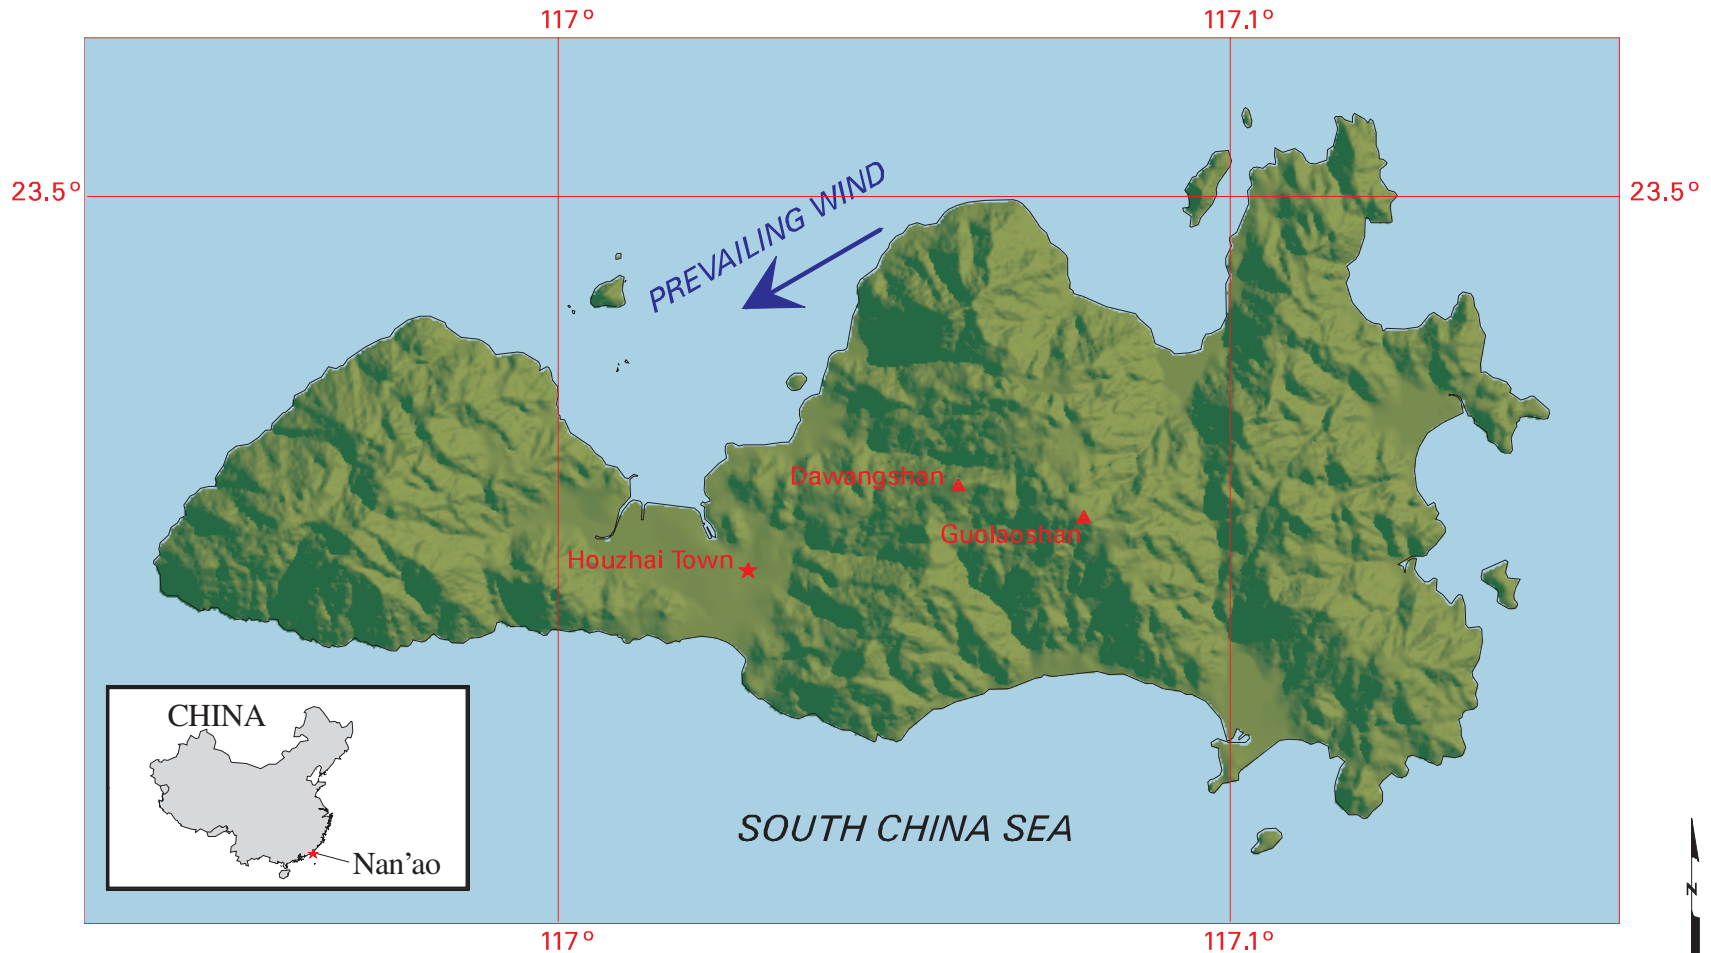 117° 117.1°
23.5° 23.5°
PREVAILING WIND
Dawangshan
Guolaoshan
Houzhai Town
CHINA
Nan’ao
SOUTH CHINA SEA
N
117° 117.1°